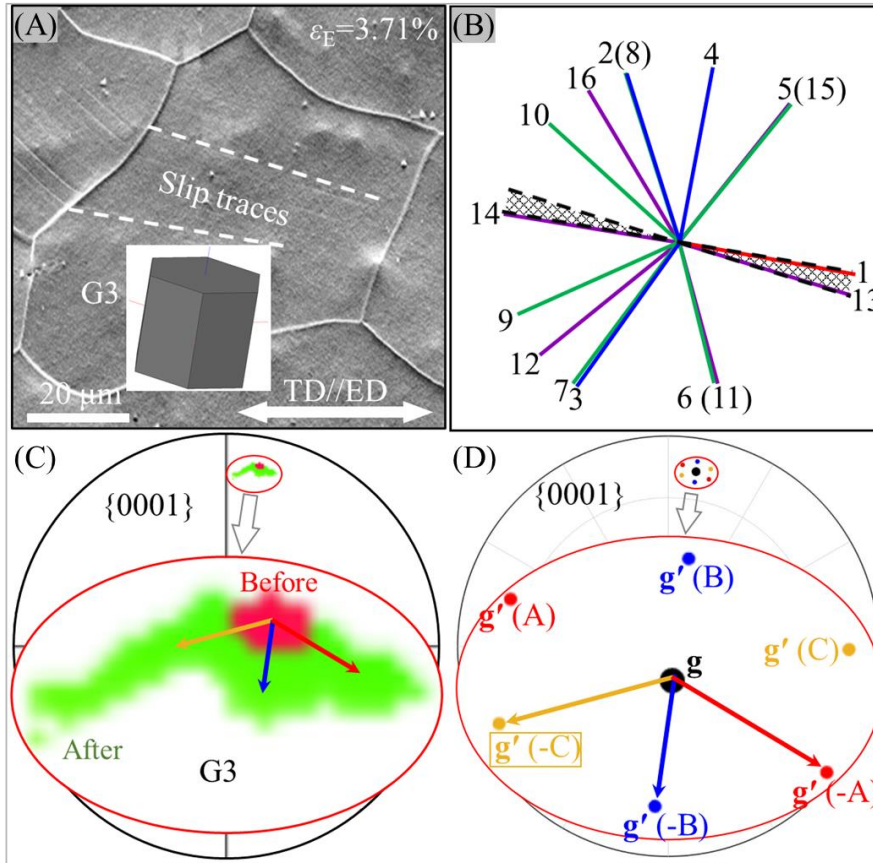 (A)
εE=3.71%
Slip traces
G3
20 μm
TD//ED
(B)
2(8)
4
16
5(15)
10
14
1
13
9
12
7
3
6 (11)
(C)
{0001}
Before
After
G3
(D)
{0001}
g′ (B)
g′ (A)
g′ (C)
g
g′ (-C)
g′ (-A)
g′ (-B)